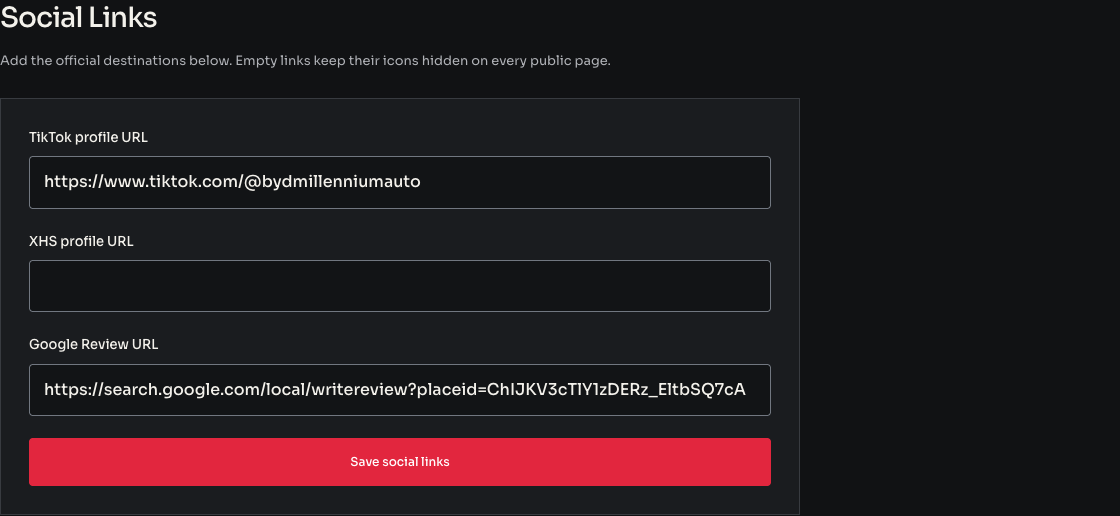 Social Links
Add the official destinations below. Empty links keep their icons hidden on every public page.
TikTok profile URL
https://www.tiktok.com/@bydmillenniumauto
XHS profile URL
Google Review URL
https://search.google.com/local/writereview?placeid=ChIJKV3cTlY1zDERz_EltbSQ7cA
Save social links